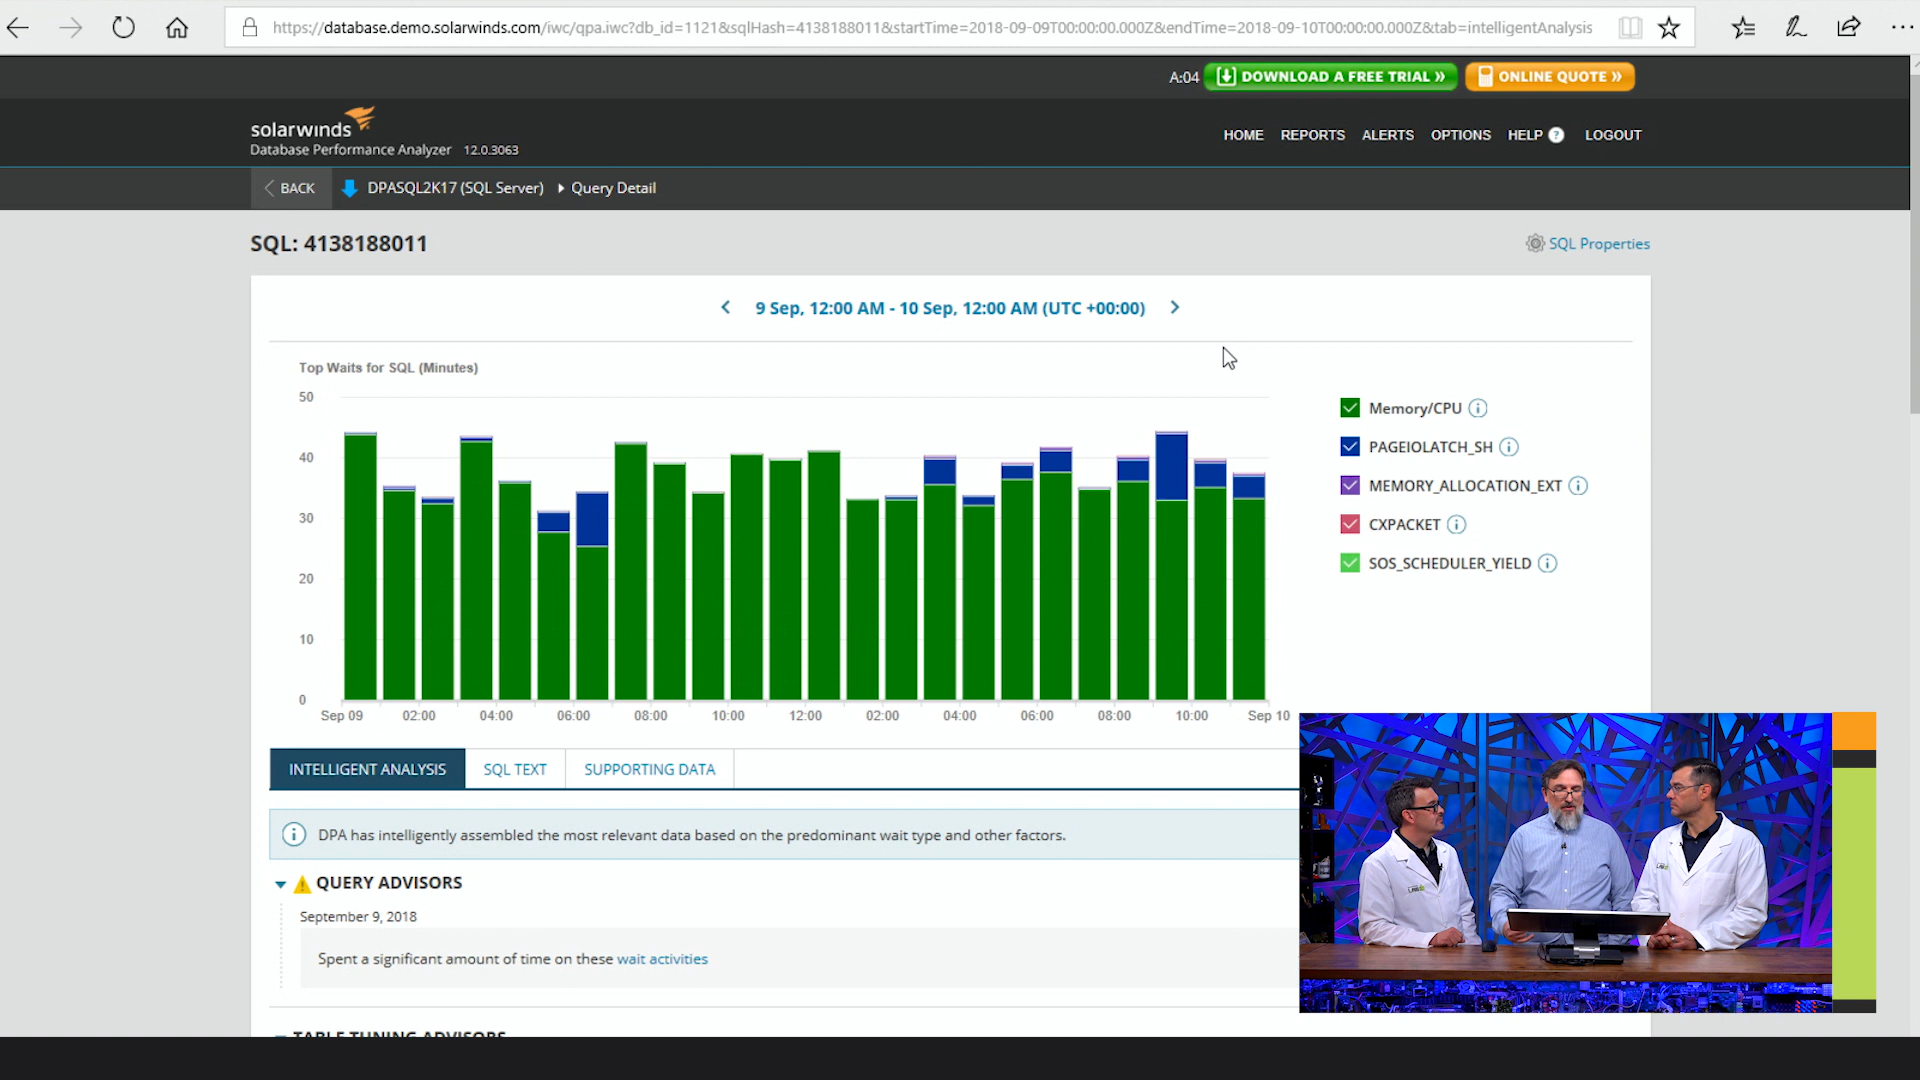 https://database.demo.solarwinds.com/iwc/qpa.iwc?db_id=1121&sqlHash=4138188011&startTime=2018-09-09T00:00:00.000Z&endTime=2018-09-10T00:00:00.000Z&tab=intelligentAnalysis
A:04 DOWNLOAD A FREE TRIAL » ONLINE QUOTE »
solarwinds
Database Performance Analyzer 12.0.3063
HOME REPORTS ALERTS OPTIONS HELP ? LOGOUT
BACK DPASQL2K17 (SQL Server) Query Detail
SQL: 4138188011
SQL Properties
9 Sep, 12:00 AM - 10 Sep, 12:00 AM (UTC +00:00)
Top Waits for SQL (Minutes)
50
40
30
20
10
0
Sep 09 02:00 04:00 06:00 08:00 10:00 12:00 02:00 04:00 06:00 08:00 10:00 Sep 10
Memory/CPU
PAGEIOLATCH_SH
MEMORY_ALLOCATION_EXT
CXPACKET
SOS_SCHEDULER_YIELD
INTELLIGENT ANALYSIS SQL TEXT SUPPORTING DATA
DPA has intelligently assembled the most relevant data based on the predominant wait type and other factors.
QUERY ADVISORS
September 9, 2018
Spent a significant amount of time on these wait activities
TABLE TUNING ADVISORS